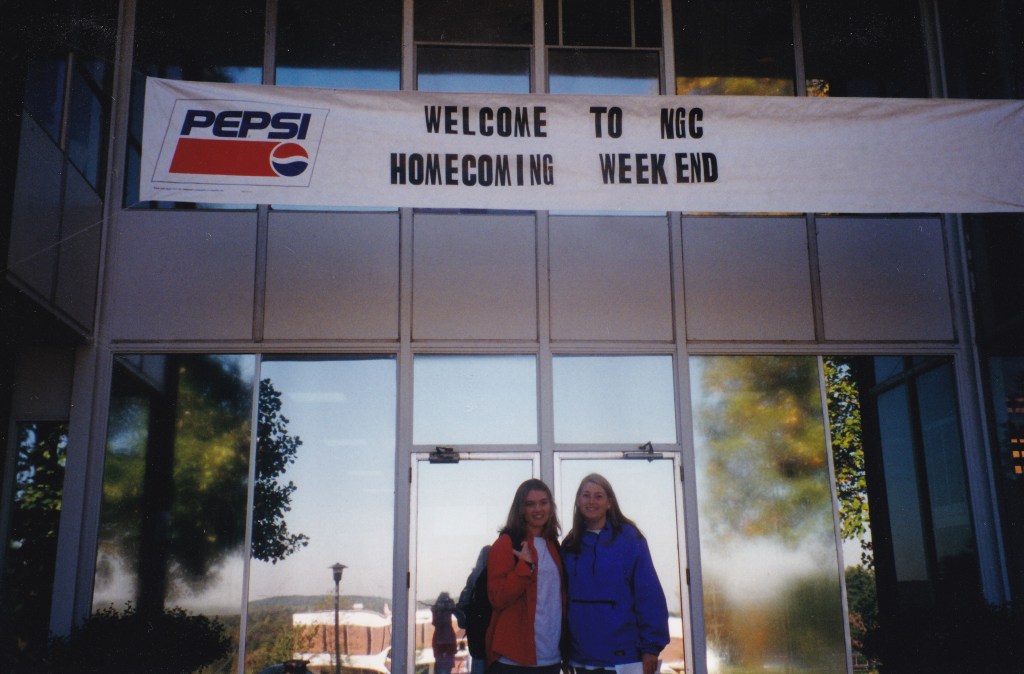 PEPSI
WELCOME TO NGC
HOMECOMING WEEK END